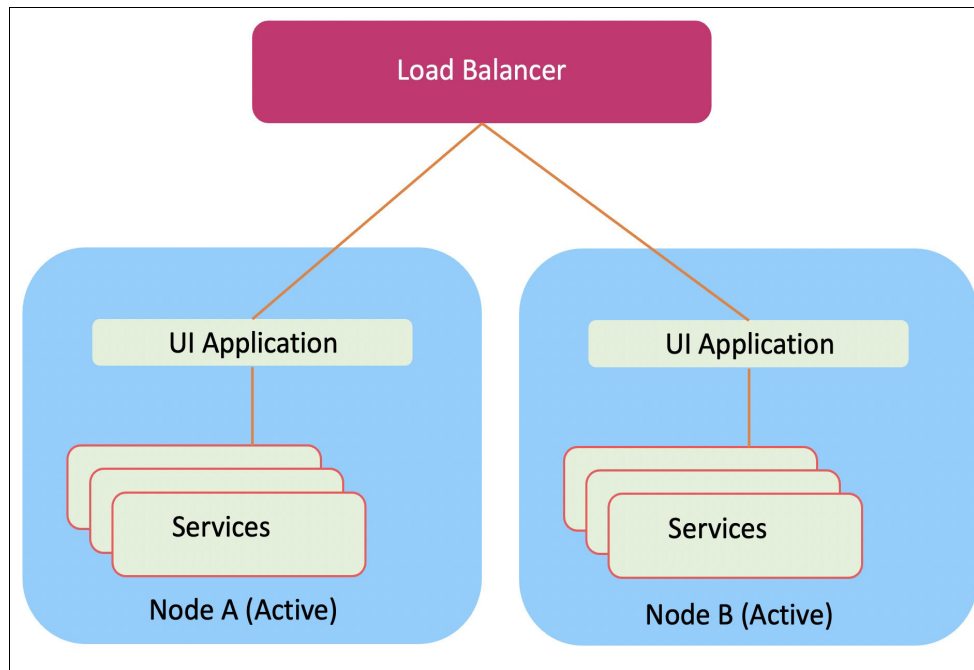 Load Balancer
UI Application
UI Application
Services
Services
Node A (Active)
Node B (Active)